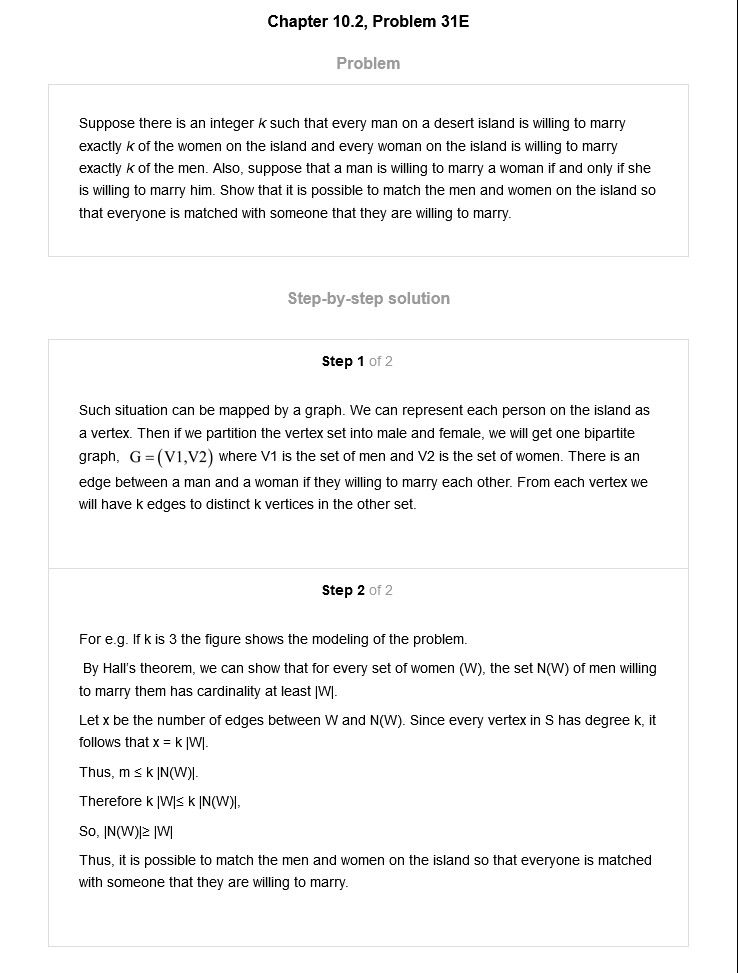 Chapter 10.2, Problem 31E
Problem
Suppose there is an integer k such that every man on a desert island is willing to marry
exactly k of the women on the island and every woman on the island is willing to marry
exactly k of the men. Also, suppose that a man is willing to marry a woman if and only if she
is willing to marry him. Show that it is possible to match the men and women on the island so
that everyone is matched with someone that they are willing to marry.
Step-by-step solution
Step 1 of 2
Such situation can be mapped by a graph. We can represent each person on the island as
a vertex. Then if we partition the vertex set into male and female, we will get one bipartite
graph, G=(V1,V2) where V1 is the set of men and V2 is the set of women. There is an
edge between a man and a woman if they willing to marry each other. From each vertex we
will have k edges to distinct k vertices in the other set.
Step 2 of 2
For e.g. If k is 3 the figure shows the modeling of the problem.
By Hall's theorem, we can show that for every set of women (W), the set N(W) of men willing
to marry them has cardinality at least |W|.
Let x be the number of edges between W and N(W). Since every vertex in S has degree k, it
follows that x = k |W|.
Thus, m ≤ k |N(W)|.
Therefore k |W|≤ k |N(W)|,
So, |N(W)|≥ |W|
Thus, it is possible to match the men and women on the island so that everyone is matched
with someone that they are willing to marry.